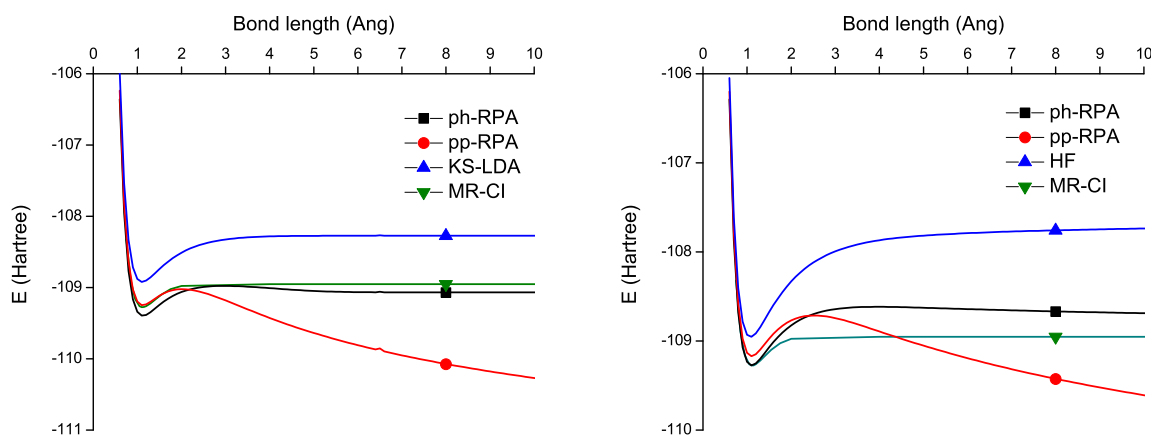 Bond length (Ang)
0 1 2 3 4 5 6 7 8 9 10
-106
-107
-108
-109
-110
-111
E (Hartree)
ph-RPA
pp-RPA
KS-LDA
MR-CI
Bond length (Ang)
0 1 2 3 4 5 6 7 8 9 10
-106
-107
-108
-109
-110
E (Hartree)
ph-RPA
pp-RPA
HF
MR-CI